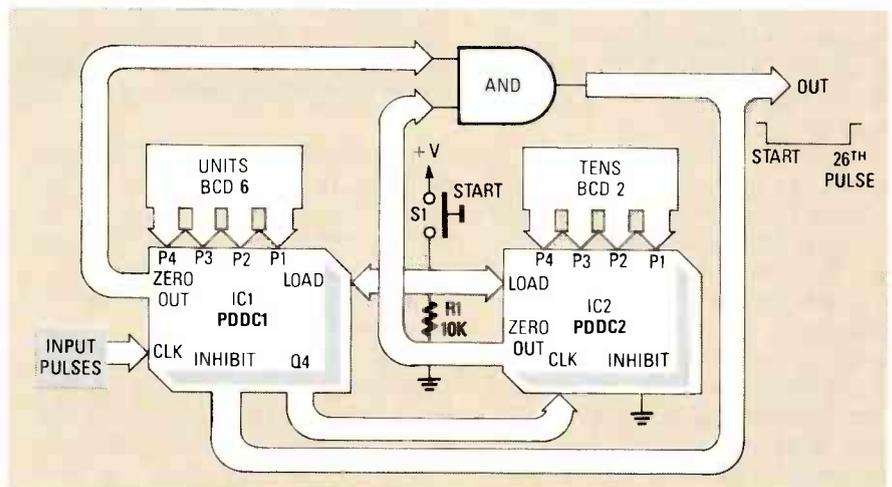 AND
OUT
START
26TH
PULSE
UNITS
BCD 6
+V
S1
START
TENS
BCD 2
P4 P3 P2 P1
ZERO
OUT
LOAD
IC1
PDDC1
CLK
INHIBIT
Q4
INPUT
PULSES
R1
10K
P4 P3 P2 P1
LOAD
IC2
PDDC2
ZERO
OUT
CLK
INHIBIT